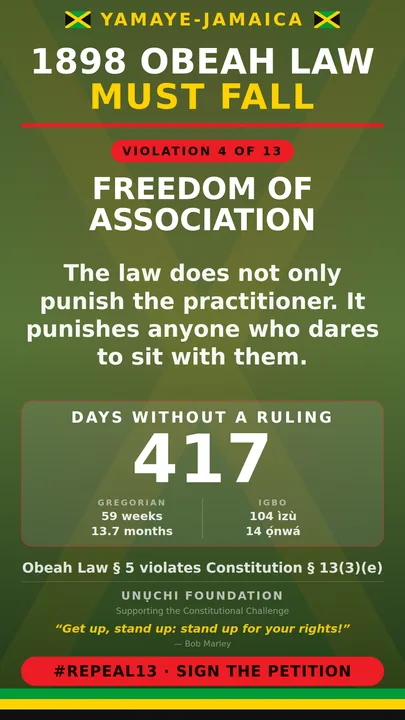 YAMAYE-JAMAICA
1898 OBEAH LAW
MUST FALL
VIOLATION 4 OF 13
FREEDOM OF
ASSOCIATION
The law does not only
punish the practitioner. It
punishes anyone who dares
to sit with them.
DAYS WITHOUT A RULING
417
GREGORIAN
59 weeks
13.7 months
IGBO
104 ìzù
14 ọ́nwá
Obeah Law § 5 violates Constitution § 13(3)(e)
UNỤCHI FOUNDATION
Supporting the Constitutional Challenge
“Get up, stand up: stand up for your rights!”
— Bob Marley
#REPEAL13 · SIGN THE PETITION